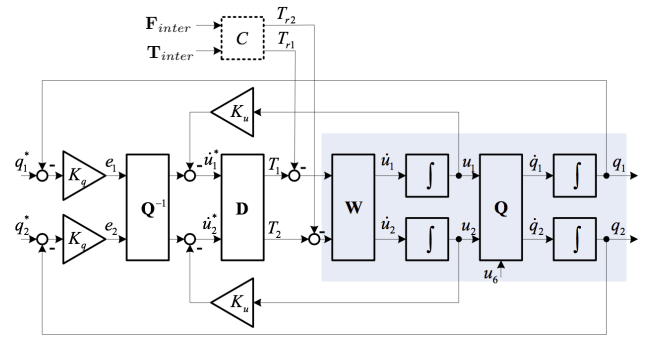 F_inter
T_inter
C
T_r2
T_r1
K_u
q_1^* - K_q e_1 Q^-1 - u̇_1^* D T_1 - W u̇_1 ∫ u_1 Q q̇_1 ∫ q_1
q_2^* - K_q e_2 - u̇_2^* T_2 - u̇_2 ∫ u_2 q̇_2 ∫ q_2
u_6
K_u